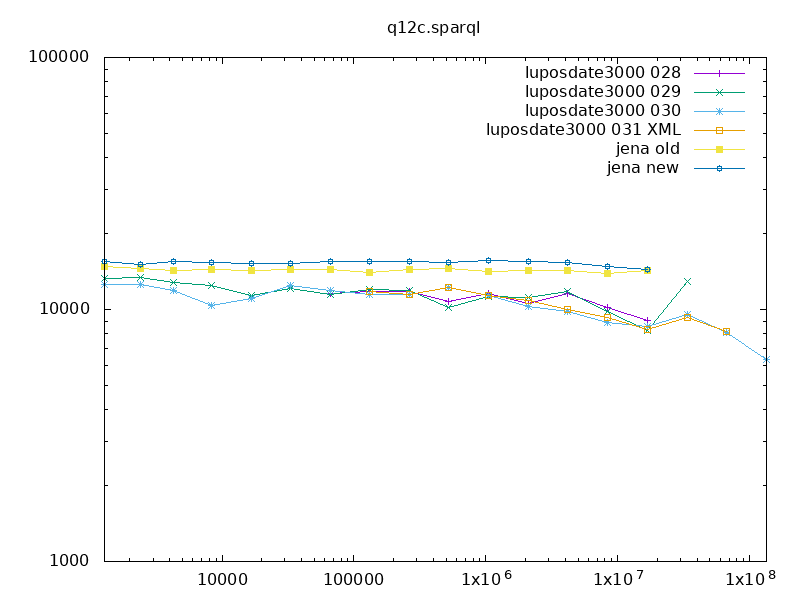 q12c.sparql
100000
10000
1000
luposdate3000 028
luposdate3000 029
luposdate3000 030
luposdate3000 031 XML
jena old
jena new
10000 100000 1x10^6 1x10^7 1x10^8